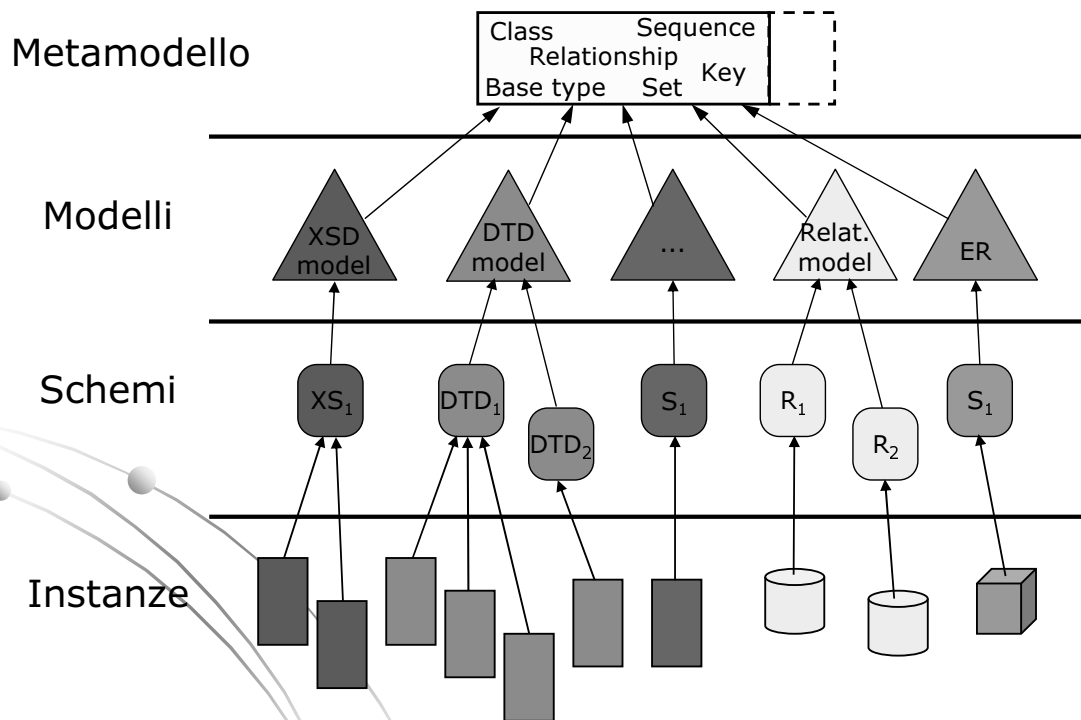 Metamodello
Class Sequence
Relationship
Base type Set Key
Modelli
XSD
model
DTD
model
...
Relat.
model
ER
Schemi
XS₁
DTD₁
DTD₂
S₁
R₁
R₂
S₁
Instanze